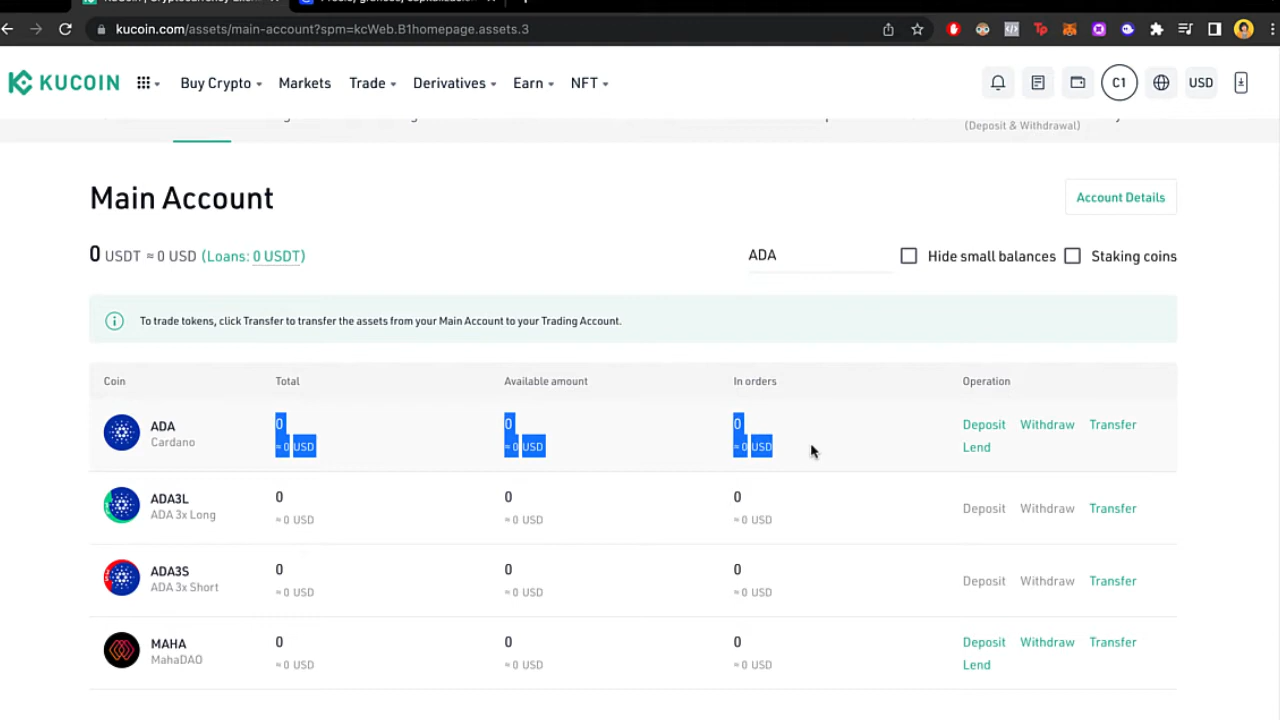 kucoin.com/assets/main-account?spm=kcWeb.B1homepage.assets.3
KUCOIN Buy Crypto Markets Trade Derivatives Earn NFT C1 USD
(Deposit & Withdrawal)
Main Account
Account Details
0 USDT ≈ 0 USD (Loans: 0 USDT)
ADA Hide small balances Staking coins
To trade tokens, click Transfer to transfer the assets from your Main Account to your Trading Account.
Coin Total Available amount In orders Operation
ADA 0 0 0 Deposit Withdraw Transfer
Cardano ≈ 0 USD ≈ 0 USD ≈ 0 USD Lend
ADA3L 0 0 0 Deposit Withdraw Transfer
ADA 3x Long ≈ 0 USD ≈ 0 USD ≈ 0 USD
ADA3S 0 0 0 Deposit Withdraw Transfer
ADA 3x Short ≈ 0 USD ≈ 0 USD ≈ 0 USD
MAHA 0 0 0 Deposit Withdraw Transfer
MahaDAO ≈ 0 USD ≈ 0 USD ≈ 0 USD Lend